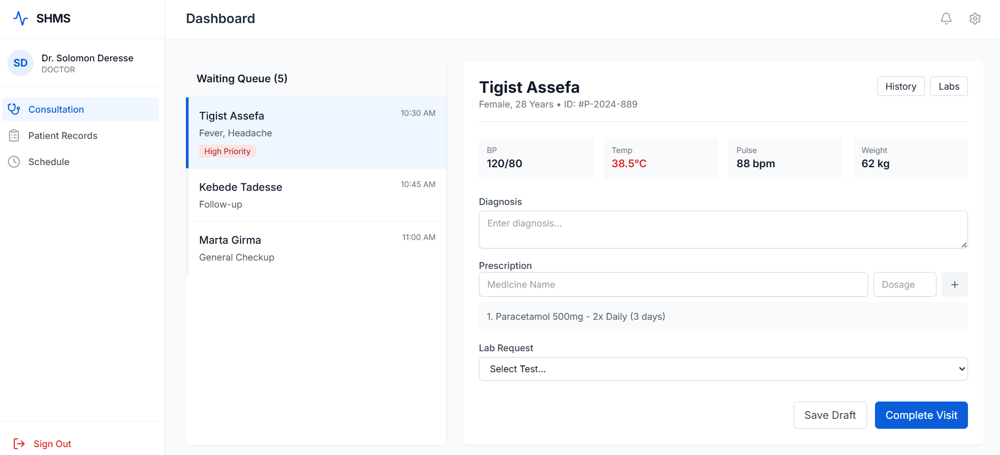 SHMS
SD
Dr. Solomon Deresse
DOCTOR
Consultation
Patient Records
Schedule
Sign Out
Dashboard
Waiting Queue (5)
Tigist Assefa 10:30 AM
Fever, Headache
High Priority
Kebede Tadesse 10:45 AM
Follow-up
Marta Girma 11:00 AM
General Checkup
Tigist Assefa
History Labs
Female, 28 Years • ID: #P-2024-889
BP Temp Pulse Weight
120/80 38.5°C 88 bpm 62 kg
Diagnosis
Enter diagnosis...
Prescription
Medicine Name Dosage +
1. Paracetamol 500mg - 2x Daily (3 days)
Lab Request
Select Test...
Save Draft Complete Visit